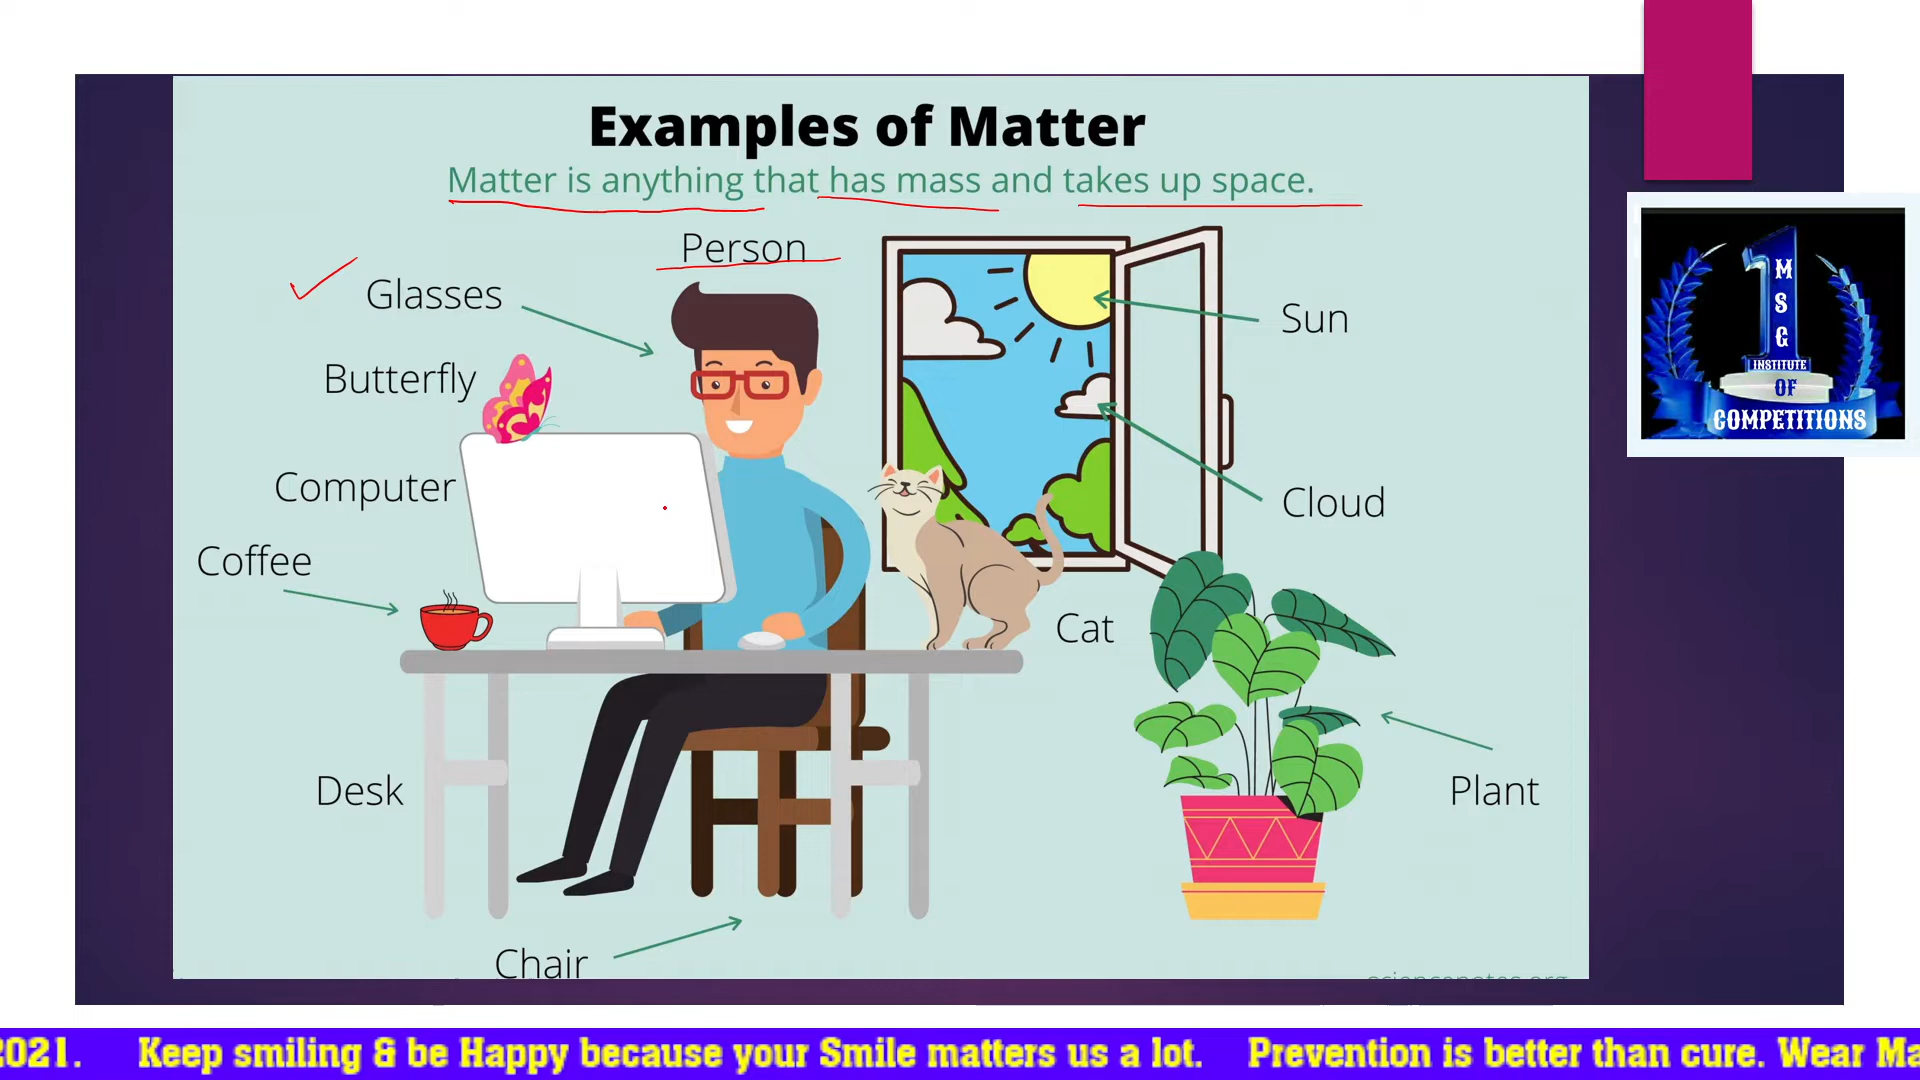 Examples of Matter
Matter is anything that has mass and takes up space.
Person
Glasses
Sun
Butterfly
Computer
Cloud
Coffee
Cat
Desk
Plant
Chair
1
M
S
G
INSTITUTE
OF
COMPETITIONS
2021. Keep smiling & be Happy because your Smile matters us a lot. Prevention is better than cure. Wear